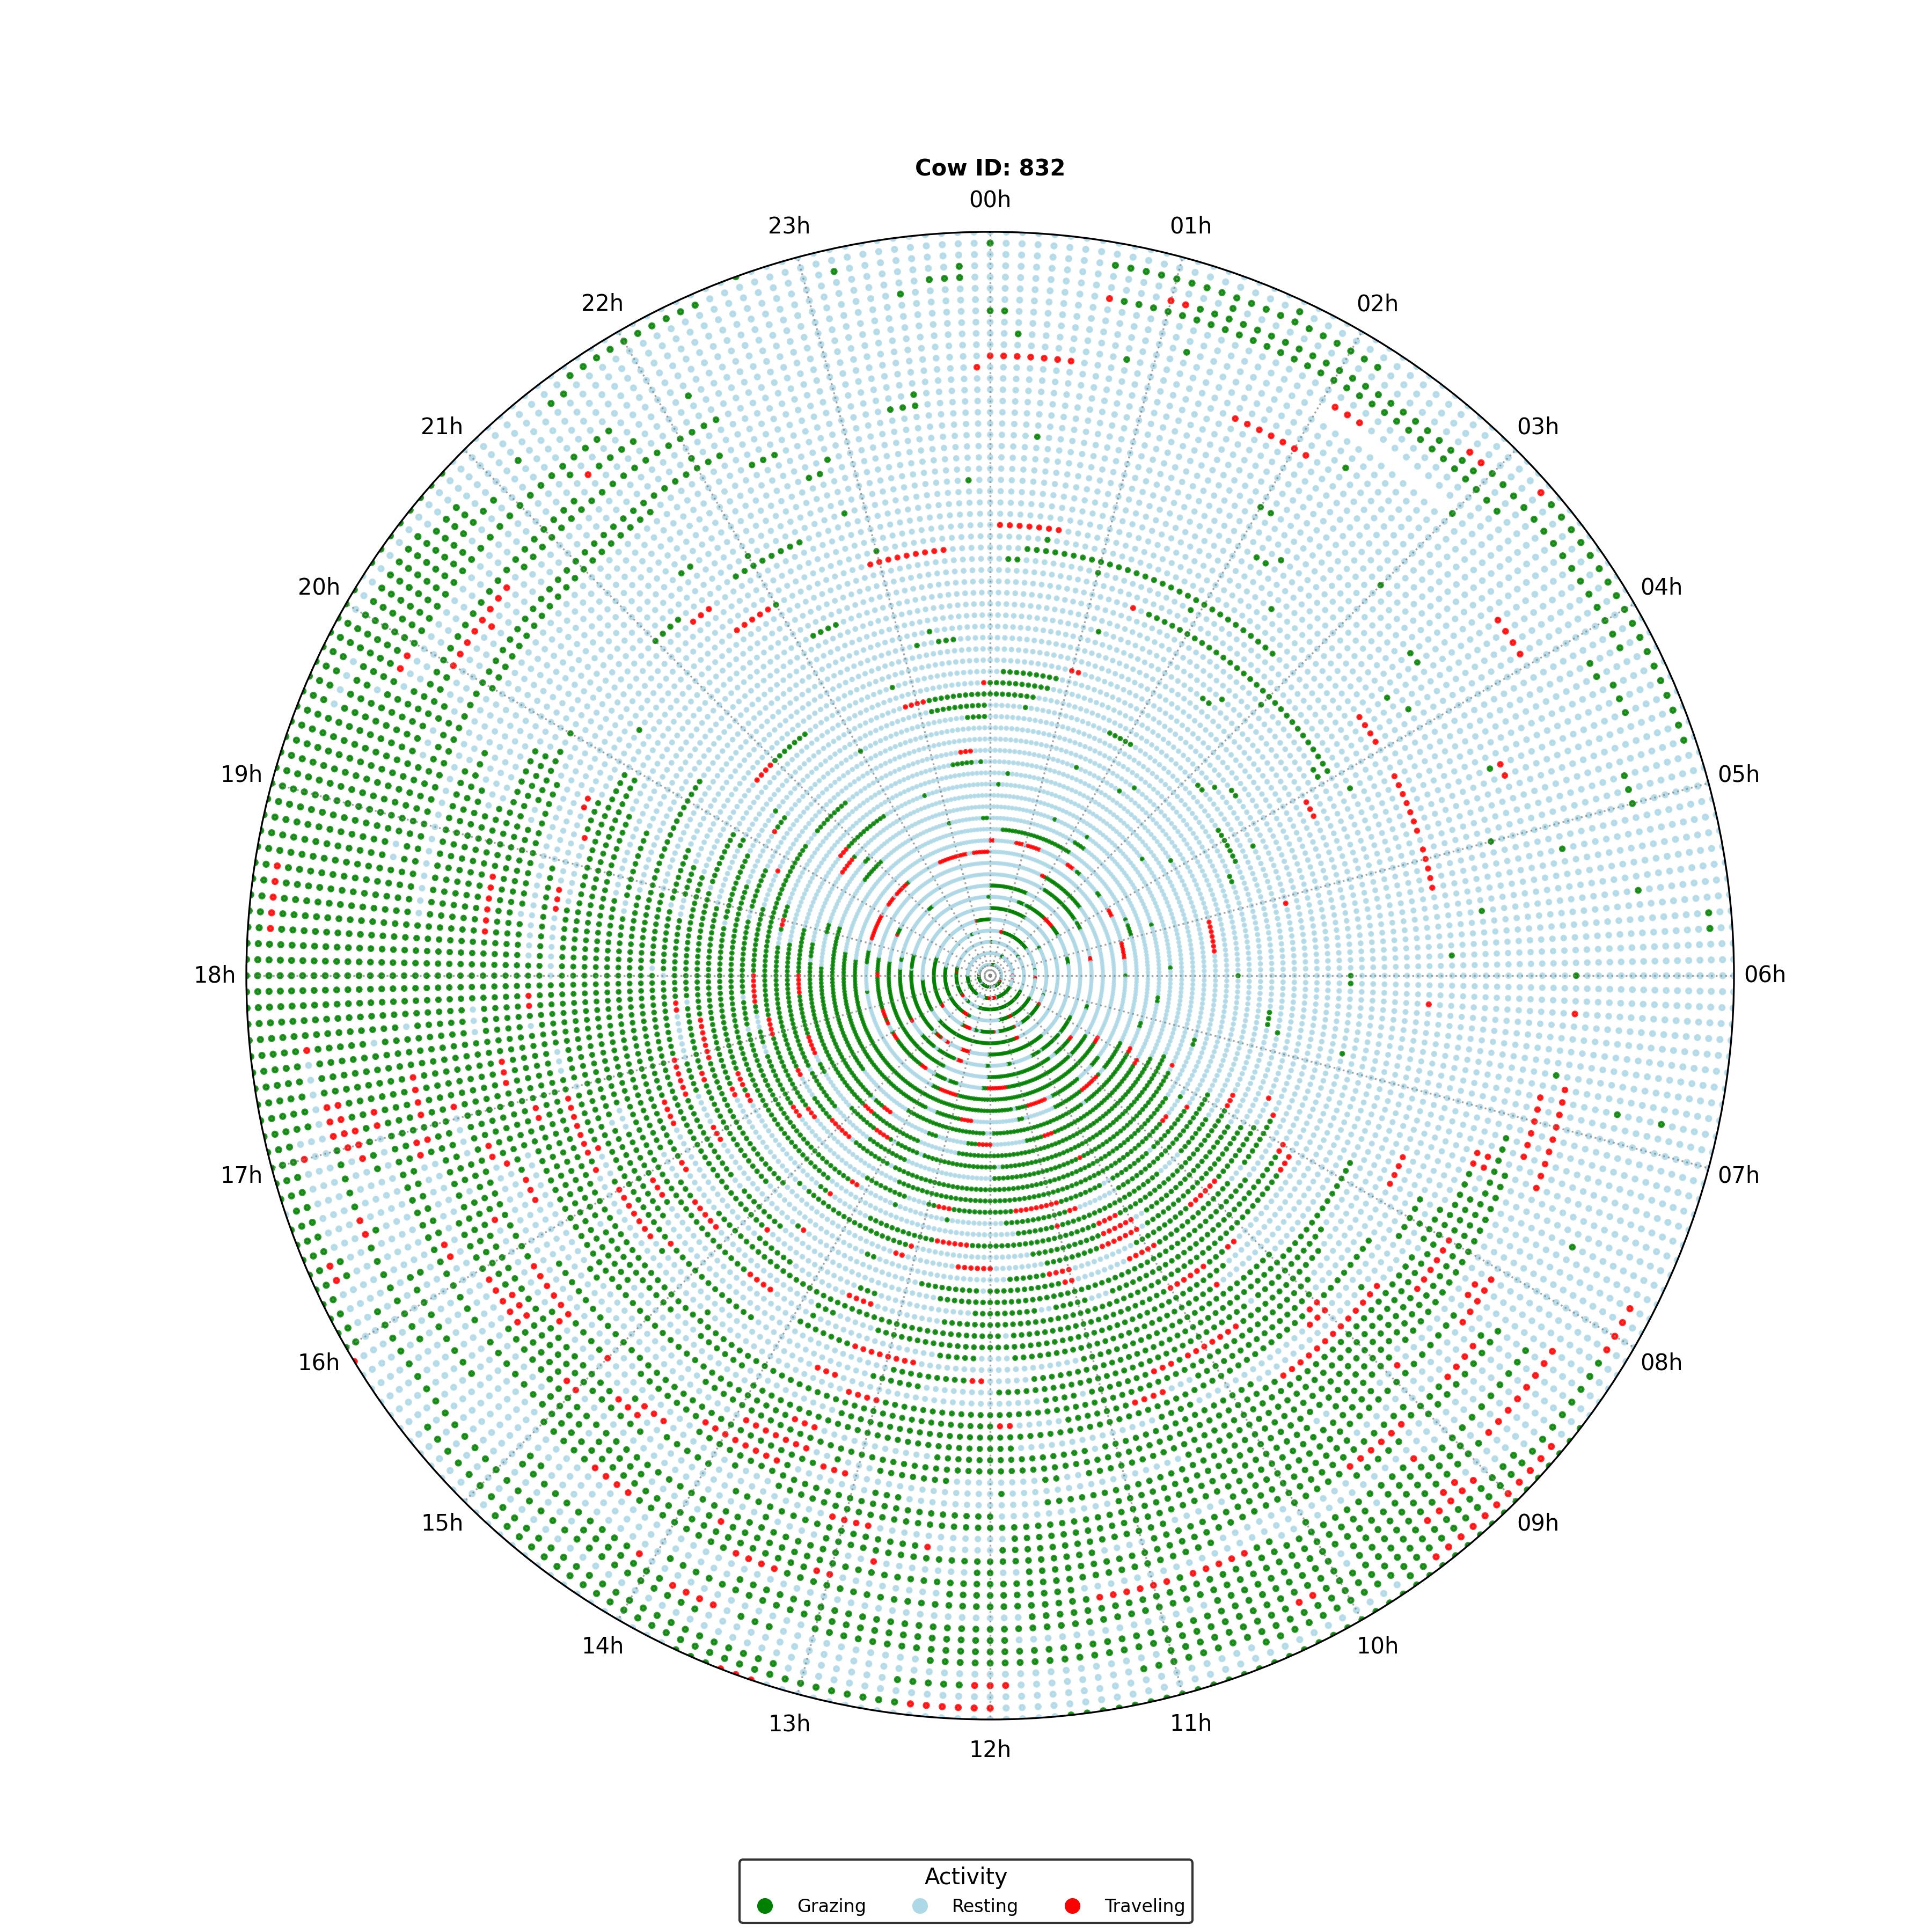 Cow ID: 832
00h
23h
01h
22h
02h
21h
03h
20h
04h
19h
05h
18h
06h
17h
07h
16h
08h
15h
09h
14h
10h
13h
11h
12h
Activity
Grazing Resting Traveling